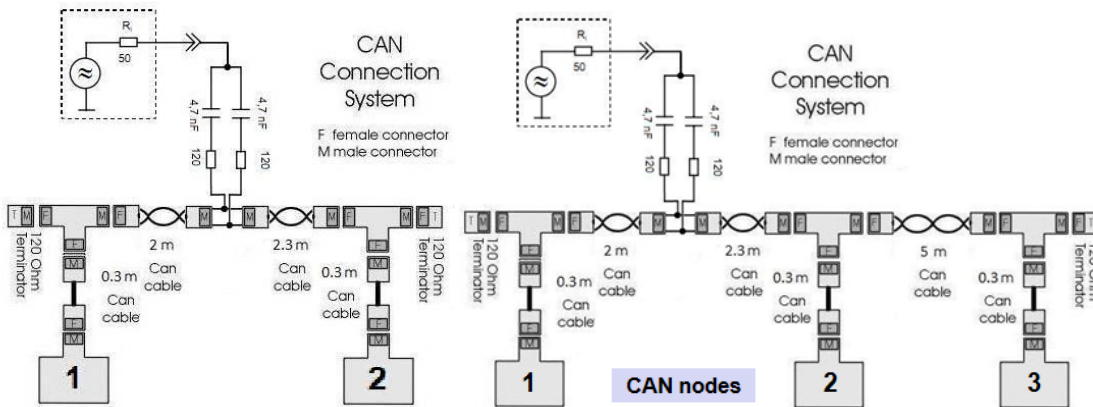 Rᵢ
50
CAN
Connection
System
F female connector
M male connector
4,7 nF
4,7 nF
120
120
T M F M F M M F M F T
120 Ohm
Terminator
2 m
Can
cable
2.3 m
Can
cable
120 Ohm
Terminator
F
M
0.3 m
Can
cable
F
M
0.3 m
Can
cable
F
M
F
M
1
2
Rᵢ
50
CAN
Connection
System
F female connector
M male connector
4,7 nF
4,7 nF
120
120
T M F M F M M F M F M F T
120 Ohm
Terminator
2 m
Can
cable
2.3 m
Can
cable
5 m
Can
cable
120 Ohm
Terminator
F
M
0.3 m
Can
cable
F
M
0.3 m
Can
cable
F
M
0.3 m
Can
cable
F
M
F
M
F
M
1
CAN nodes
2
3